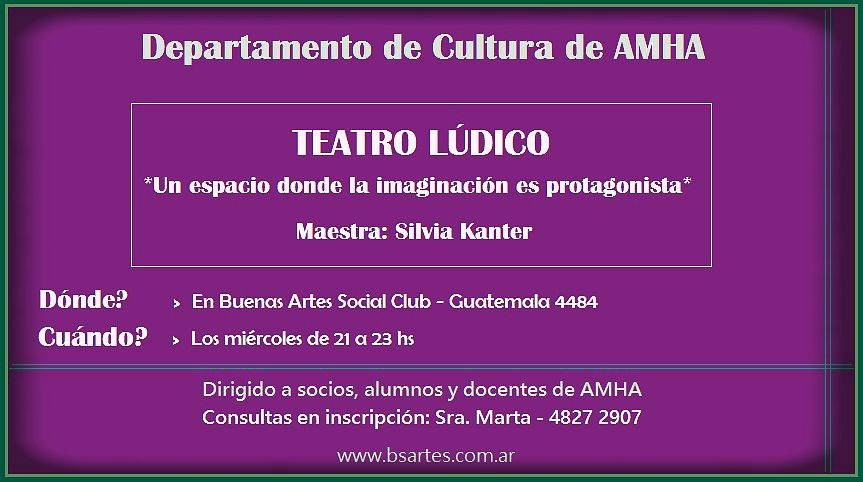 Departamento de Cultura de AMHA
TEATRO LÚDICO
*Un espacio donde la imaginación es protagonista*
Maestra: Silvia Kanter
Dónde? > En Buenas Artes Social Club - Guatemala 4484
Cuándo? > Los miércoles de 21 a 23 hs
Dirigido a socios, alumnos y docentes de AMHA
Consultas en inscripción: Sra. Marta - 4827 2907
www.bsartes.com.ar